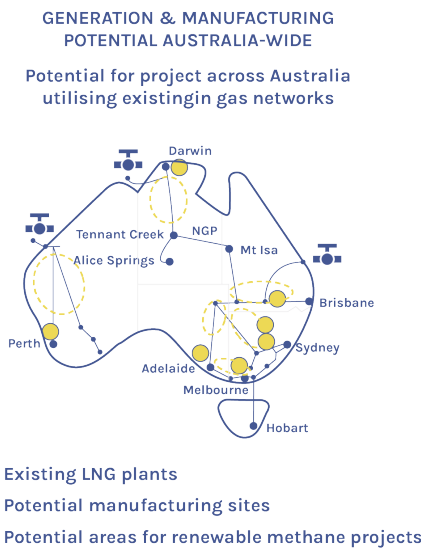 GENERATION & MANUFACTURING
POTENTIAL AUSTRALIA-WIDE
Potential for project across Australia
utilising existingin gas networks
Darwin
Tennant Creek
NGP
Mt Isa
Alice Springs
Brisbane
Perth
Sydney
Adelaide
Melbourne
Hobart
Existing LNG plants
Potential manufacturing sites
Potential areas for renewable methane projects